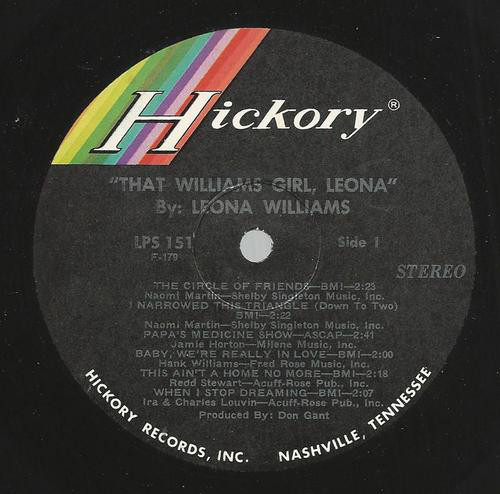 Hickory®
"THAT WILLIAMS GIRL, LEONA"
By: LEONA WILLIAMS
LPS 151 Side 1
F-179
STEREO
THE CIRCLE OF FRIENDS—BMI—2:23
Naomi Martin—Shelby Singleton Music, Inc.
I NARROWED THIS TRIANGLE (Down To Two)
BMI—2:22
Naomi Martin—Shelby Singleton Music, Inc.
PAPA'S MEDICINE SHOW—ASCAP—2:41
Jamie Horton—Milene Music, Inc.
BABY, WE'RE REALLY IN LOVE—BMI—2:00
Hank Williams—Fred Rose Music, Inc.
THIS AIN'T A HOME NO MORE—BMI—2:18
Redd Stewart—Acuff-Rose Pub., Inc.
WHEN I STOP DREAMING—BMI—2:07
Ira & Charles Louvin—Acuff-Rose Pub., Inc.
Produced By: Don Gant
HICKORY RECORDS, INC. NASHVILLE, TENNESSEE